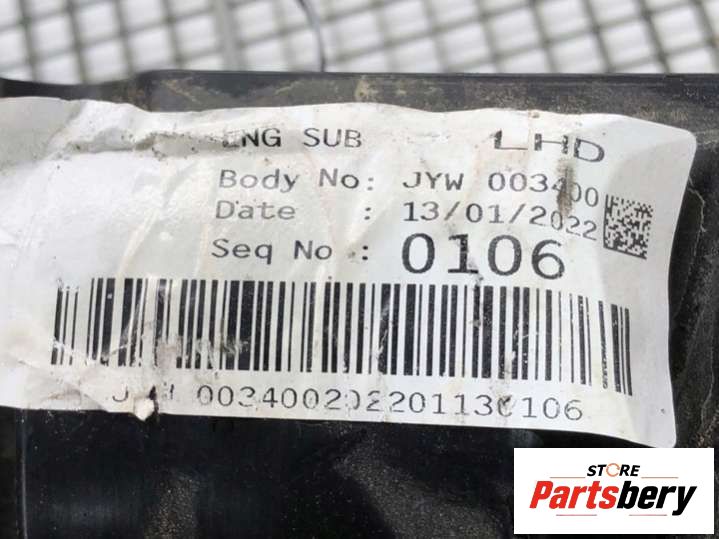 ENG SUB LHD
Body No: JYW 003400
Date : 13/01/2022
Seq No : 0106
003400202201130106
STORE
Partsbery